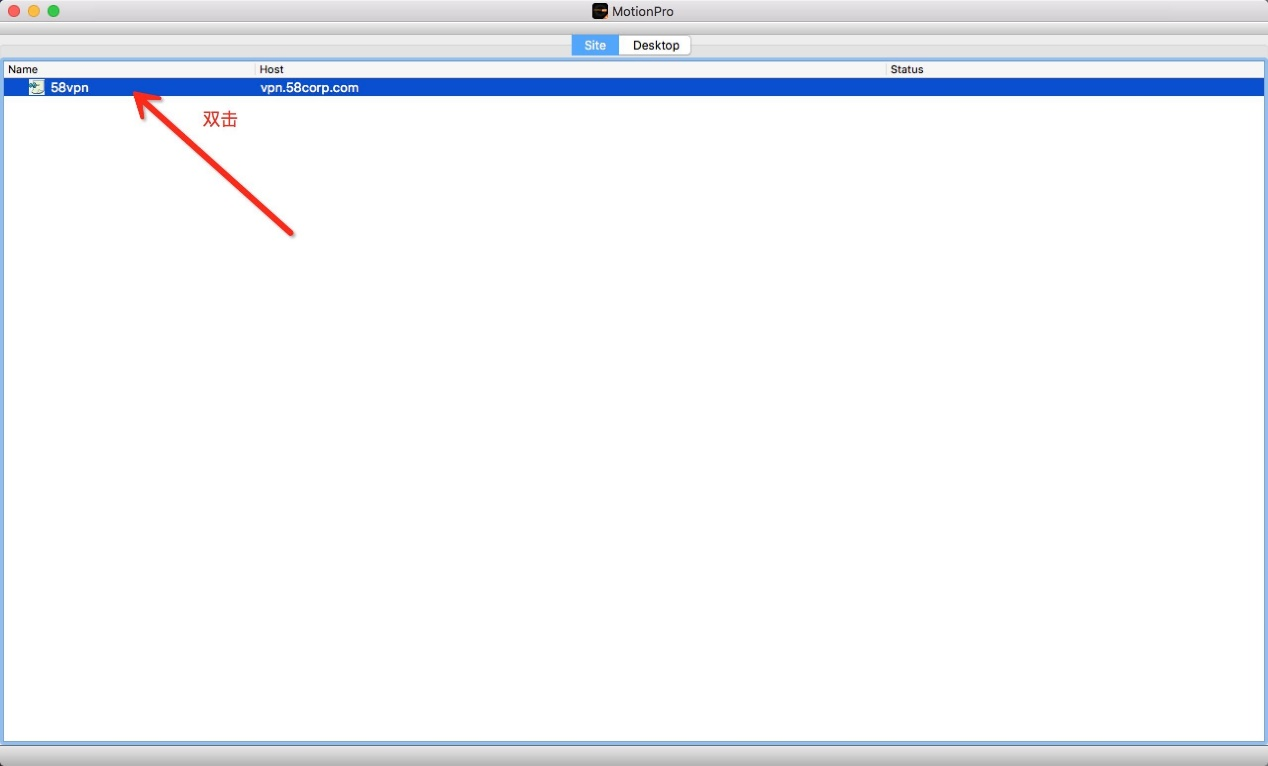 MotionPro
Site Desktop
Name Host Status
58vpn vpn.58corp.com
双击